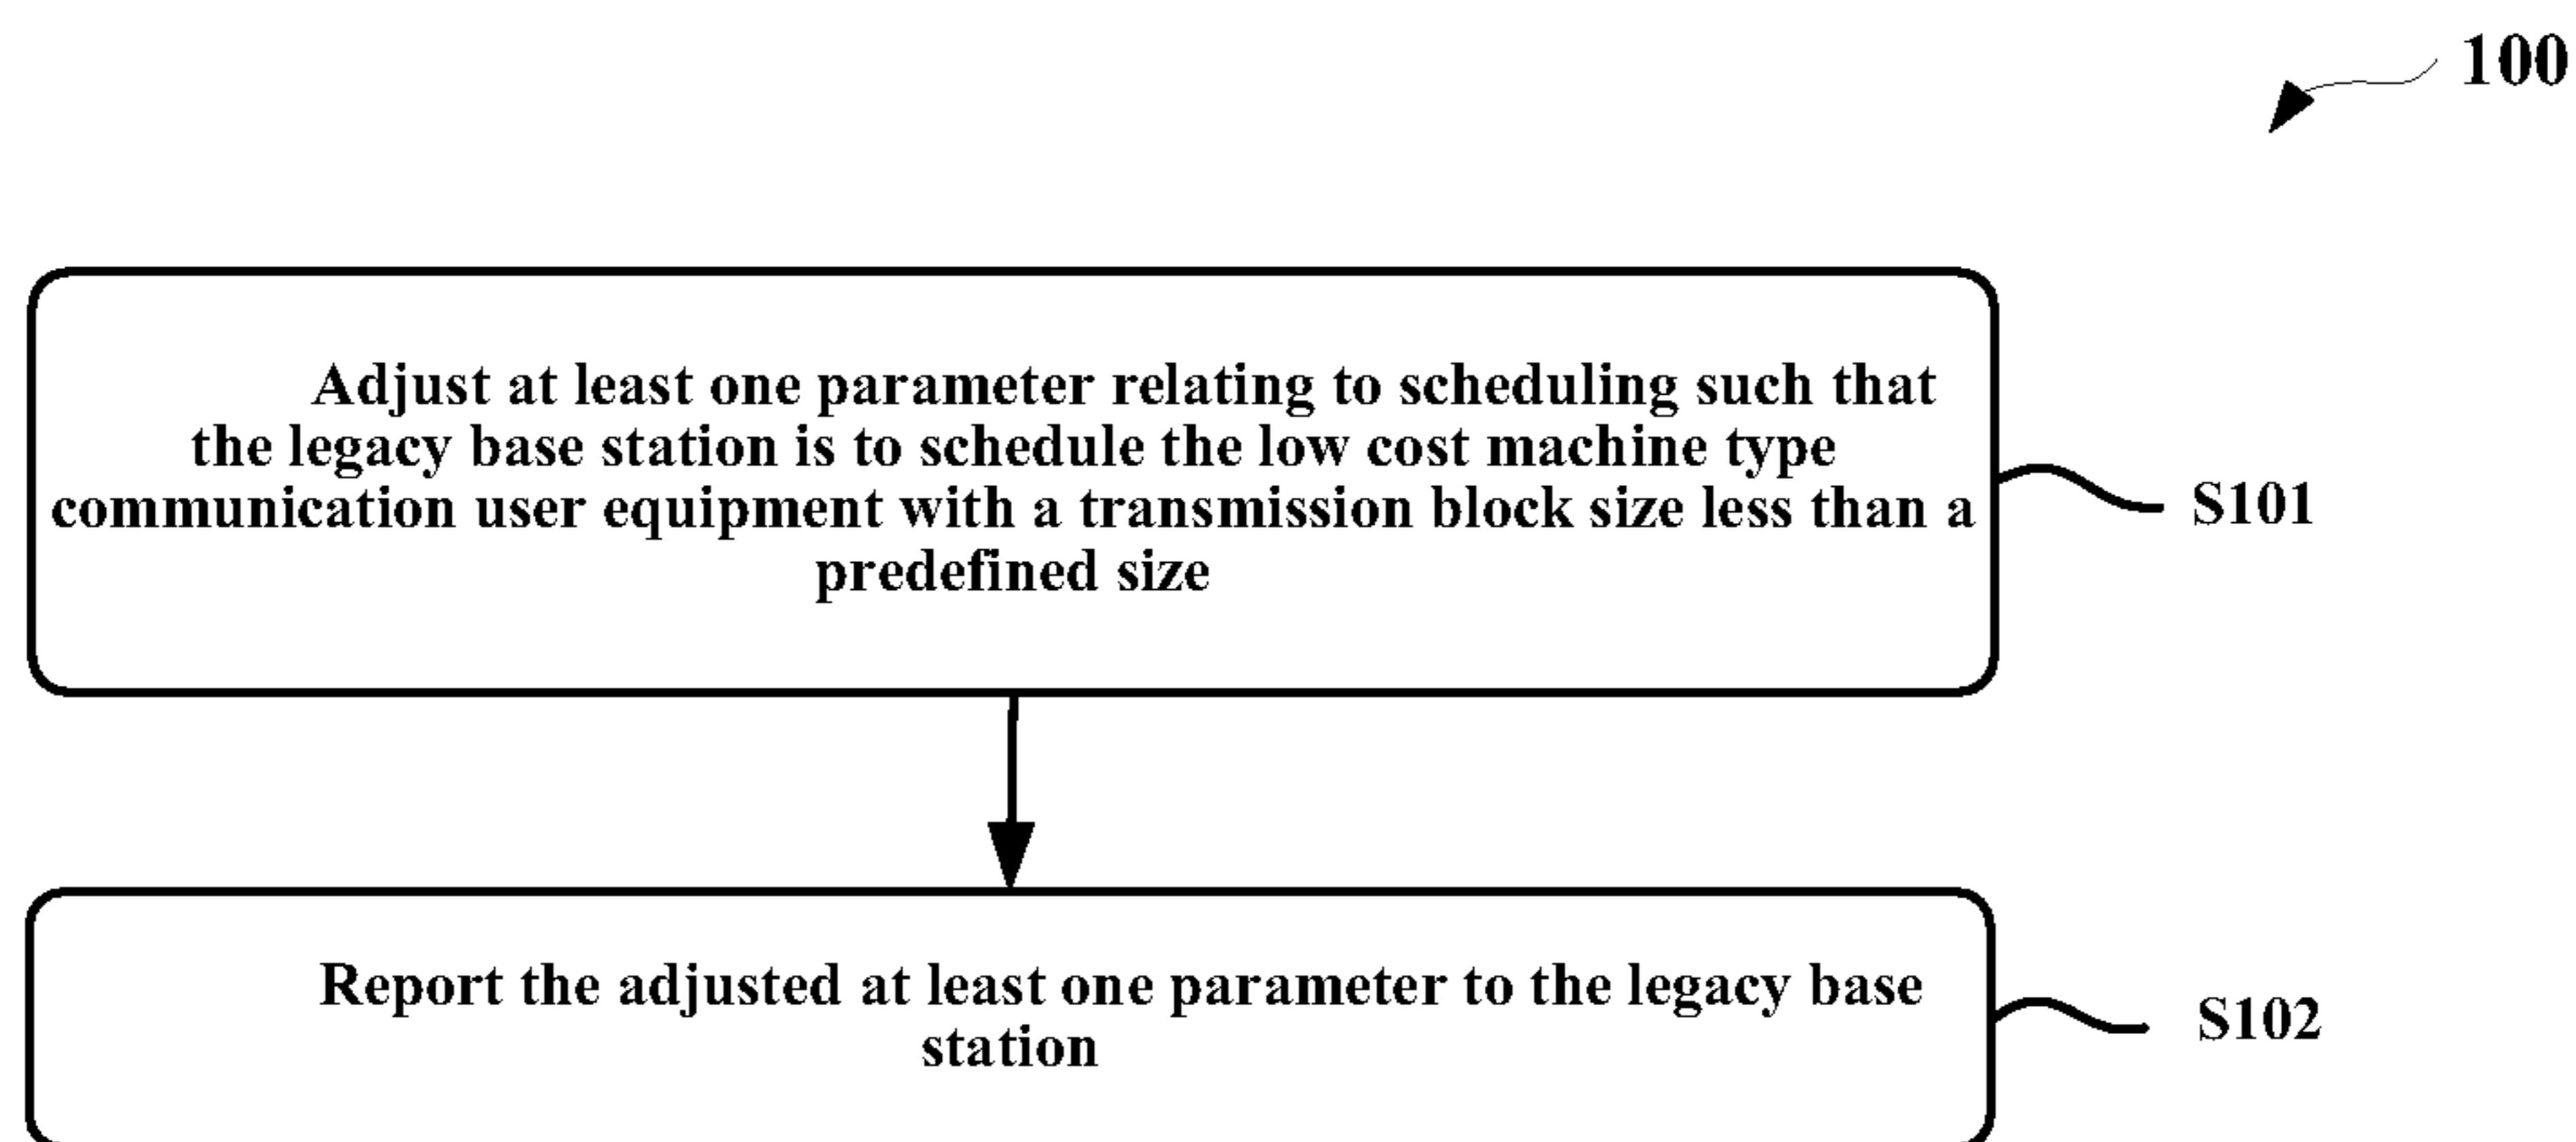 100
Adjust at least one parameter relating to scheduling such that
the legacy base station is to schedule the low cost machine type
communication user equipment with a transmission block size less than a
predefined size
S101
Report the adjusted at least one parameter to the legacy base
station
S102